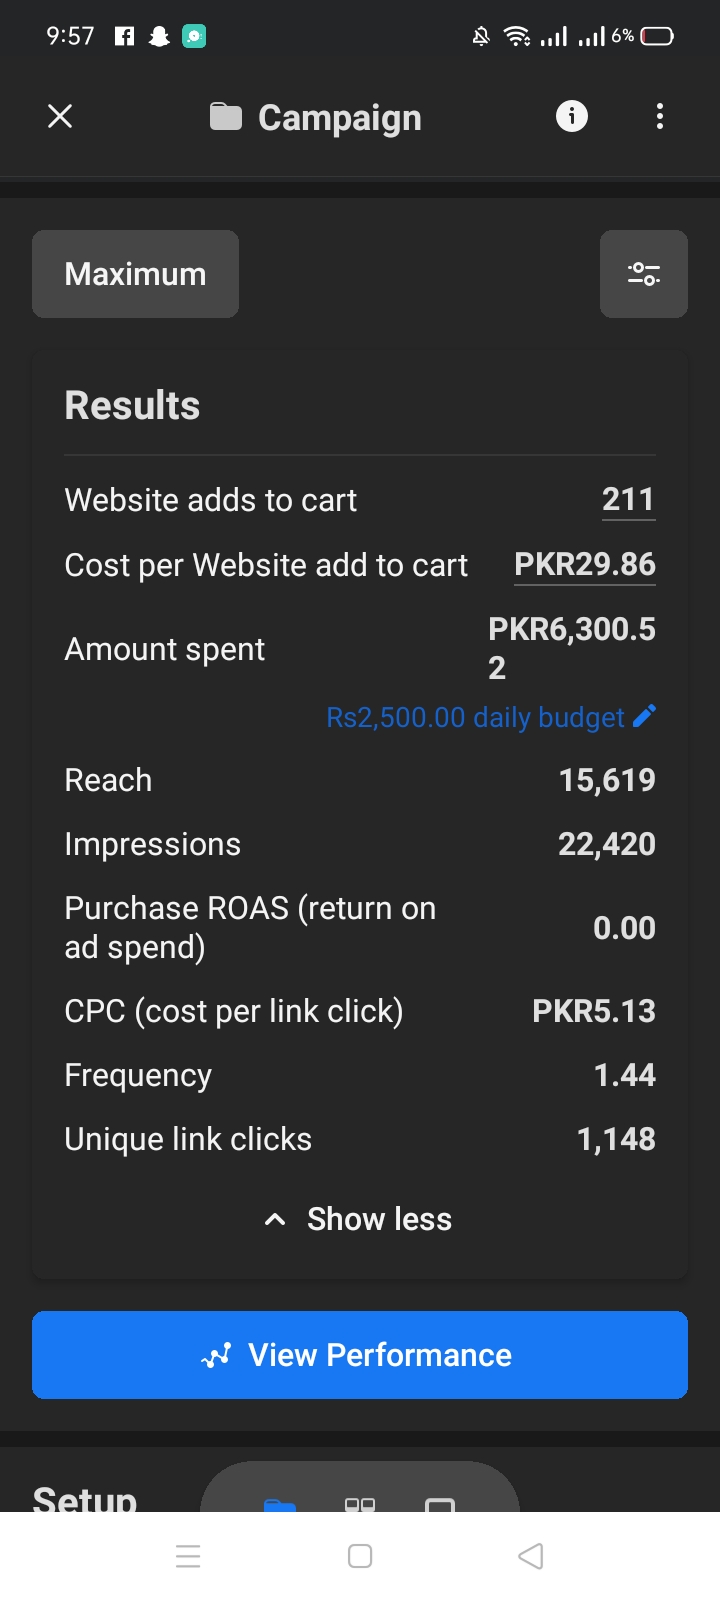 9:57
6%
Campaign
Maximum
Results
Website adds to cart 211
Cost per Website add to cart PKR29.86
Amount spent PKR6,300.5
2
Rs2,500.00 daily budget
Reach 15,619
Impressions 22,420
Purchase ROAS (return on
ad spend) 0.00
CPC (cost per link click) PKR5.13
Frequency 1.44
Unique link clicks 1,148
Show less
View Performance
Setup